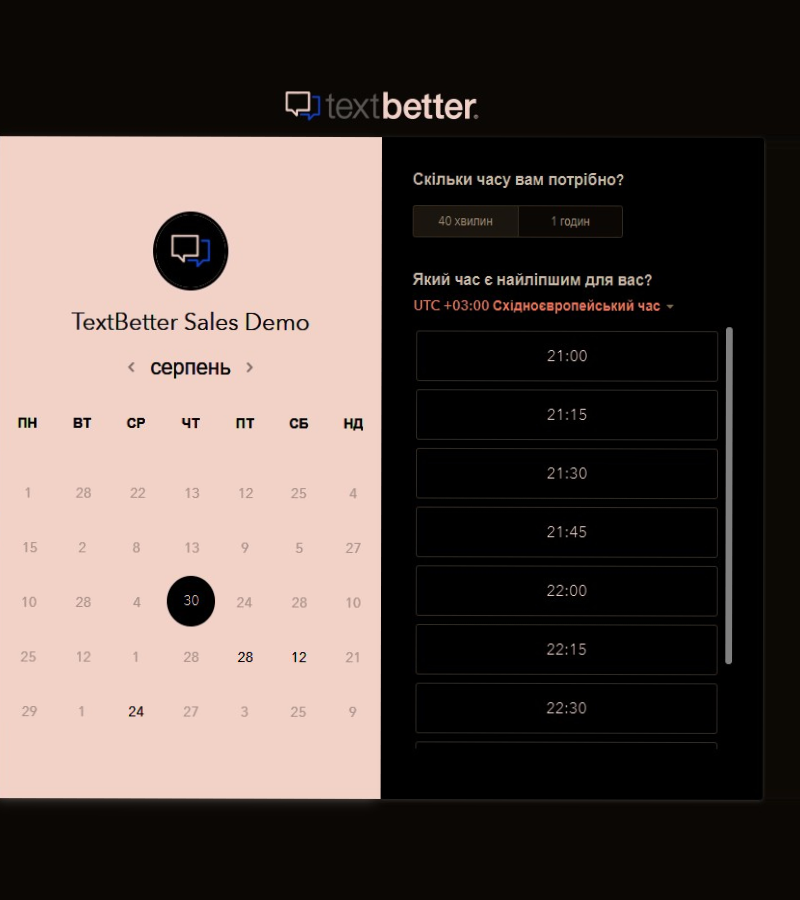 textbetter.
TextBetter Sales Demo
серпень
ПН ВТ СР ЧТ ПТ СБ НД
1 28 22 13 12 25 4
15 2 8 13 9 5 27
10 28 4 30 24 28 10
25 12 1 28 28 12 21
29 1 24 27 3 25 9
Скільки часу вам потрібно?
40 хвилин 1 годин
Який час є найліпшим для вас?
UTC +03:00 Східноєвропейський час
21:00
21:15
21:30
21:45
22:00
22:15
22:30